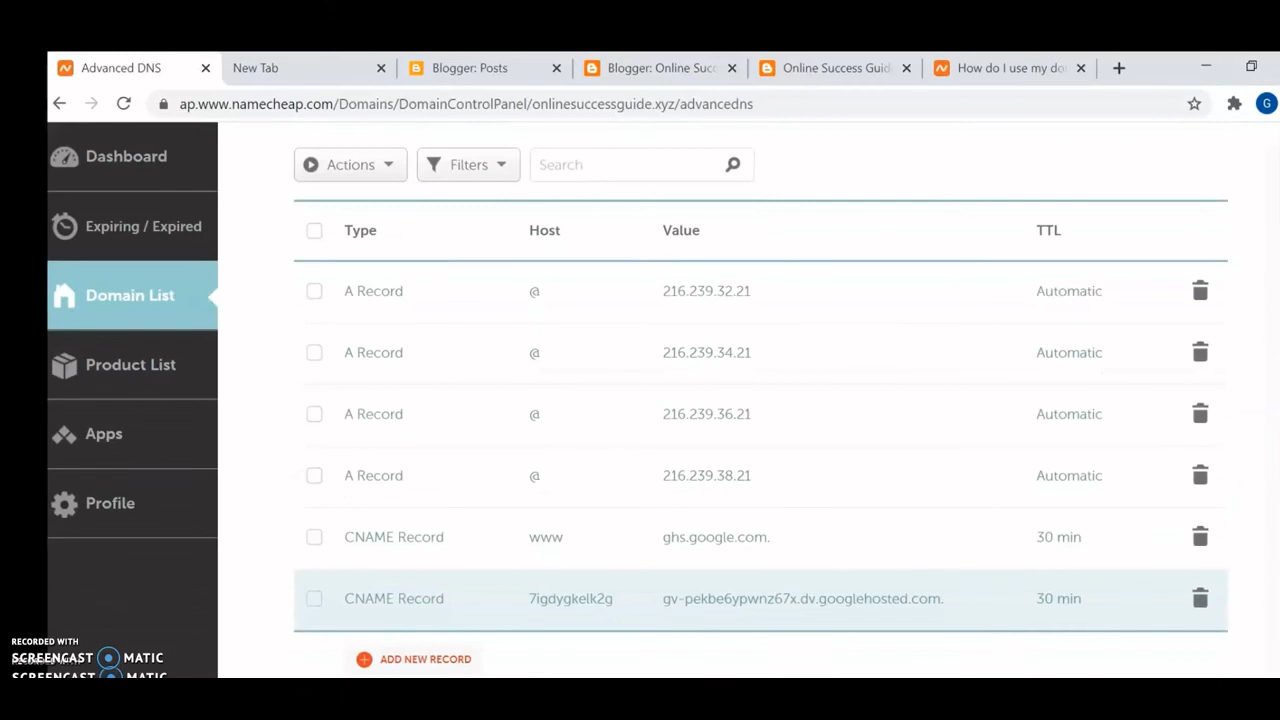 Advanced DNS
New Tab
Blogger: Posts
Blogger: Online Succ
Online Success Guid
How do I use my do
ap.www.namecheap.com/Domains/DomainControlPanel/onlinesuccessguide.xyz/advancedns
G
Dashboard
Expiring / Expired
Domain List
Product List
Apps
Profile
Actions Filters Search
Type Host Value TTL
A Record @ 216.239.32.21 Automatic
A Record @ 216.239.34.21 Automatic
A Record @ 216.239.36.21 Automatic
A Record @ 216.239.38.21 Automatic
CNAME Record www ghs.google.com. 30 min
CNAME Record 7igdygkelk2g gv-pekbe6ypwnz67x.dv.googlehosted.com. 30 min
ADD NEW RECORD
RECORDED WITH
SCREENCAST MATIC
SCREENCAST MATIC